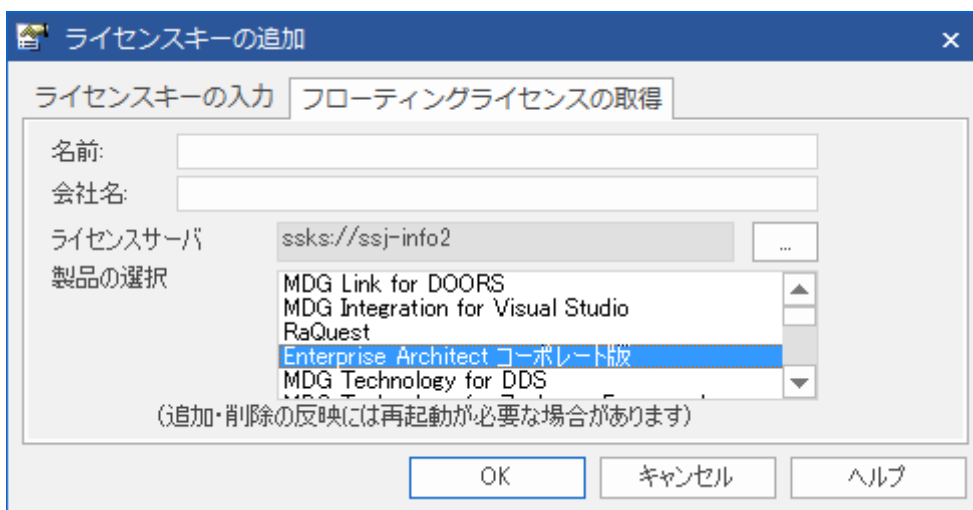 ライセンスキーの追加
ライセンスキーの入力 フローティングライセンスの取得
名前:
会社名:
ライセンスサーバ ssks://ssj-info2 ...
製品の選択
MDG Link for DOORS
MDG Integration for Visual Studio
RaQuest
Enterprise Architect コーポレート版
MDG Technology for DDS
(追加・削除の反映には再起動が必要な場合があります)
OK キャンセル ヘルプ